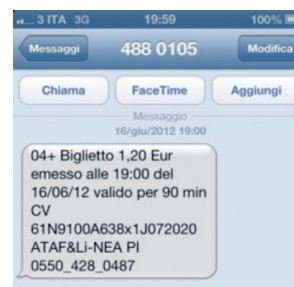 3 ITA 3G 19:59 100%
Messaggi 488 0105 Modifica
Chiama FaceTime Aggiungi
Messaggio
16/giu/2012 19:00
04+ Biglietto 1,20 Eur
emesso alle 19:00 del
16/06/12 valido per 90 min
CV
61N9100A638x1J072020
ATAF&Li-NEA PI
0550_428_0487